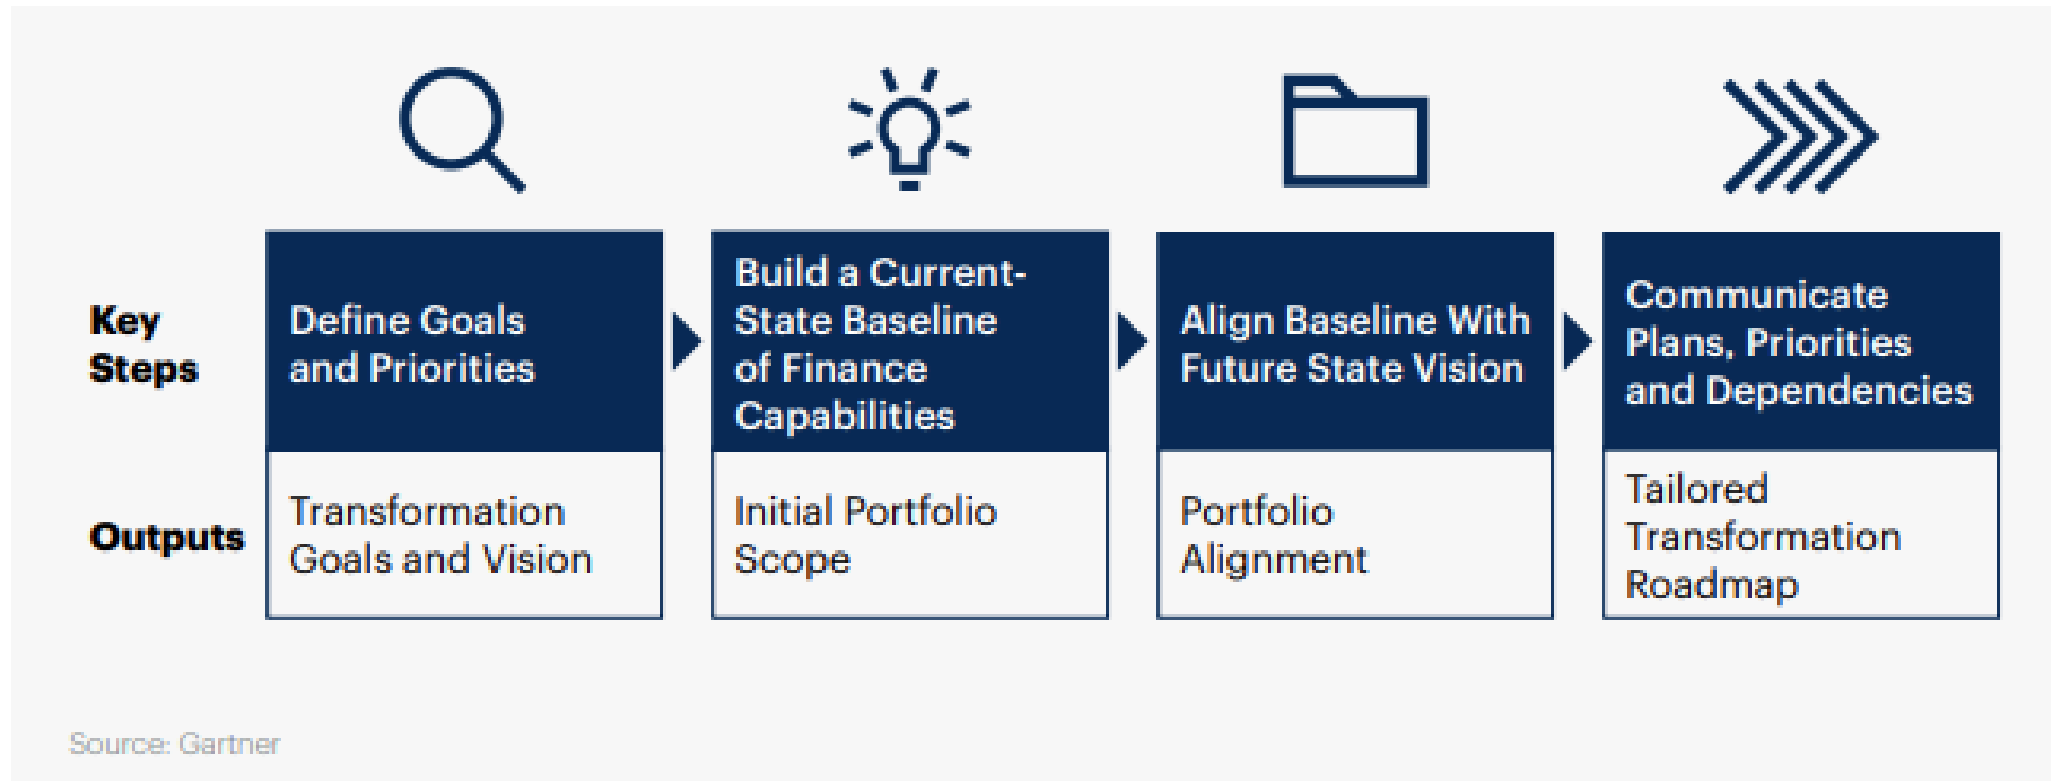 Key
Steps
Define Goals
and Priorities
Build a Current-
State Baseline
of Finance
Capabilities
Align Baseline With
Future State Vision
Communicate
Plans, Priorities
and Dependencies
Outputs
Transformation
Goals and Vision
Initial Portfolio
Scope
Portfolio
Alignment
Tailored
Transformation
Roadmap
Source: Gartner